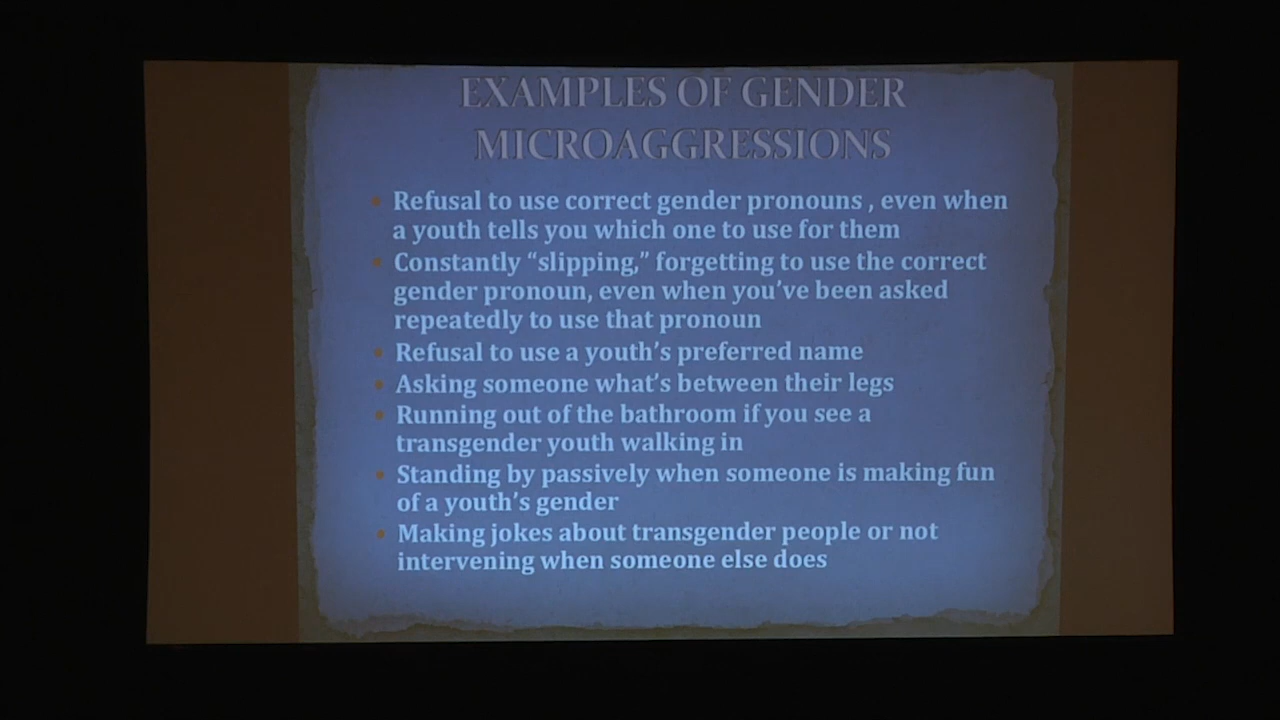 EXAMPLES OF GENDER
MICROAGGRESSIONS
• Refusal to use correct gender pronouns , even when
a youth tells you which one to use for them
• Constantly “slipping,” forgetting to use the correct
gender pronoun, even when you’ve been asked
repeatedly to use that pronoun
• Refusal to use a youth’s preferred name
• Asking someone what’s between their legs
• Running out of the bathroom if you see a
transgender youth walking in
• Standing by passively when someone is making fun
of a youth’s gender
• Making jokes about transgender people or not
intervening when someone else does